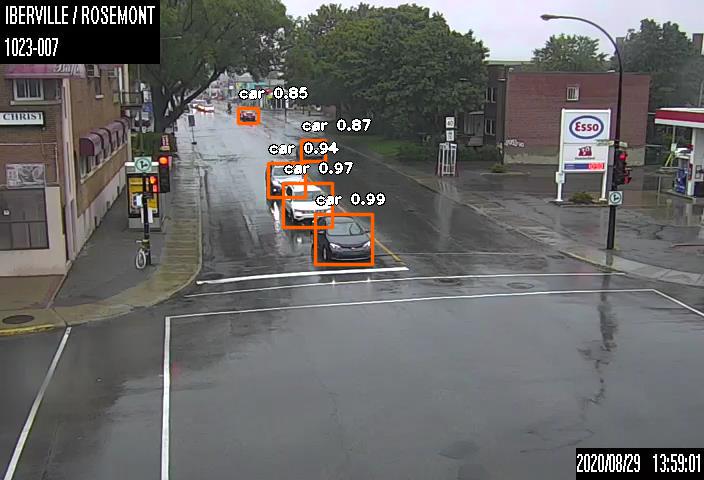 IBERVILLE / ROSEMONT
1023-007
car 0.85
car 0.87
car 0.94
car 0.97
car 0.99
CHRIST
Esso
40
2020/08/29 13:59:01